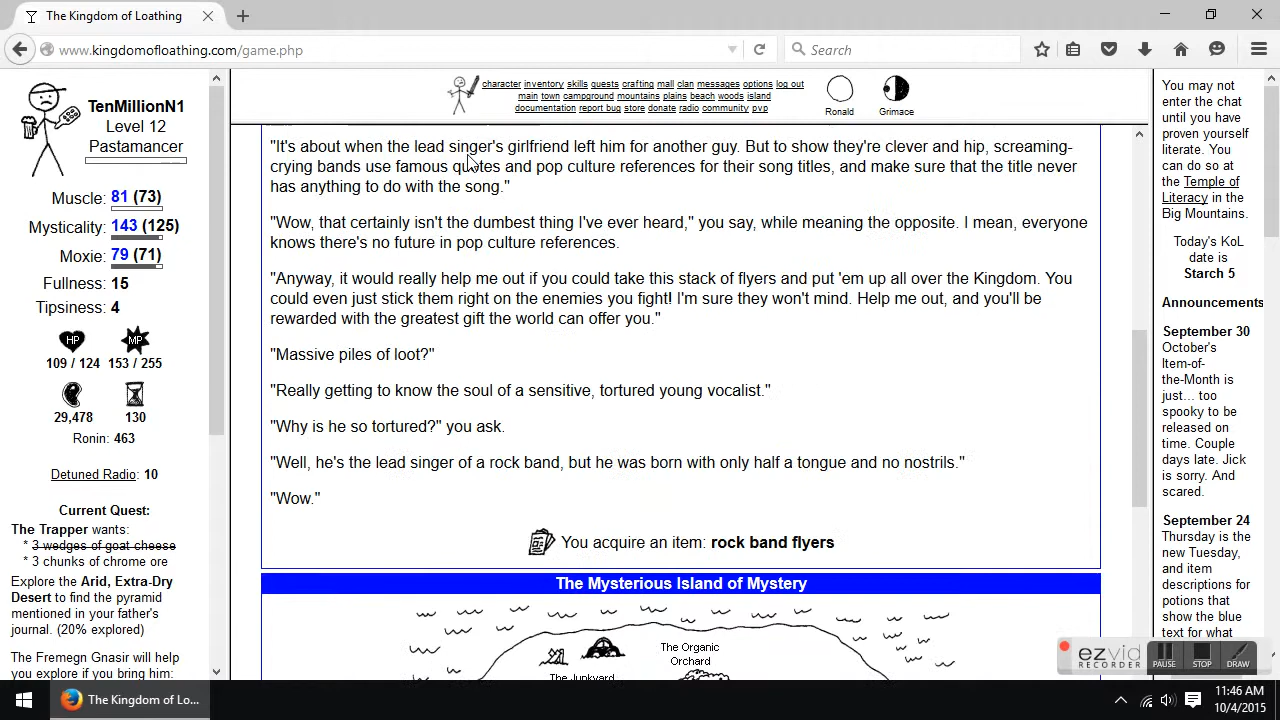 The Kingdom of Loathing
www.kingdomofloathing.com/game.php
Search
TenMillionN1
Level 12
Pastamancer
Muscle: 81 (73)
Mysticality: 143 (125)
Moxie: 79 (71)
Fullness: 15
Tipsiness: 4
HP
MP
109 / 124
153 / 255
29,478
130
Ronin: 463
Detuned Radio: 10
Current Quest:
The Trapper wants:
* 3 wedges of goat cheese
* 3 chunks of chrome ore
Explore the Arid, Extra-Dry
Desert to find the pyramid
mentioned in your father's
journal. (20% explored)
The Fremegn Gnasir will help
you explore if you bring him:
character inventory skills quests crafting mall clan messages options log out
main town campground mountains plains beach woods island
documentation report bug store donate radio community pvp
Ronald
Grimace
"It's about when the lead singer's girlfriend left him for another guy. But to show they're clever and hip, screaming-
crying bands use famous quotes and pop culture references for their song titles, and make sure that the title never
has anything to do with the song."
"Wow, that certainly isn't the dumbest thing I've ever heard," you say, while meaning the opposite. I mean, everyone
knows there's no future in pop culture references.
"Anyway, it would really help me out if you could take this stack of flyers and put 'em up all over the Kingdom. You
could even just stick them right on the enemies you fight! I'm sure they won't mind. Help me out, and you'll be
rewarded with the greatest gift the world can offer you."
"Massive piles of loot?"
"Really getting to know the soul of a sensitive, tortured young vocalist."
"Why is he so tortured?" you ask.
"Well, he's the lead singer of a rock band, but he was born with only half a tongue and no nostrils."
"Wow."
You acquire an item: rock band flyers
The Mysterious Island of Mystery
The Organic
Orchard
The Junkyard
You may not
enter the chat
until you have
proven yourself
literate. You
can do so at
the Temple of
Literacy in the
Big Mountains.
Today's KoL
date is
Starch 5
Announcements
September 30
October's
Item-of-
the-Month is
just... too
spooky to be
released on
time. Couple
days late. Jick
is sorry. And
scared.
September 24
Thursday is the
new Tuesday,
and item
descriptions for
potions that
show the blue
text for what
ezvid
RECORDER
PAUSE
STOP
DRAW
The Kingdom of Lo...
11:46 AM
10/4/2015